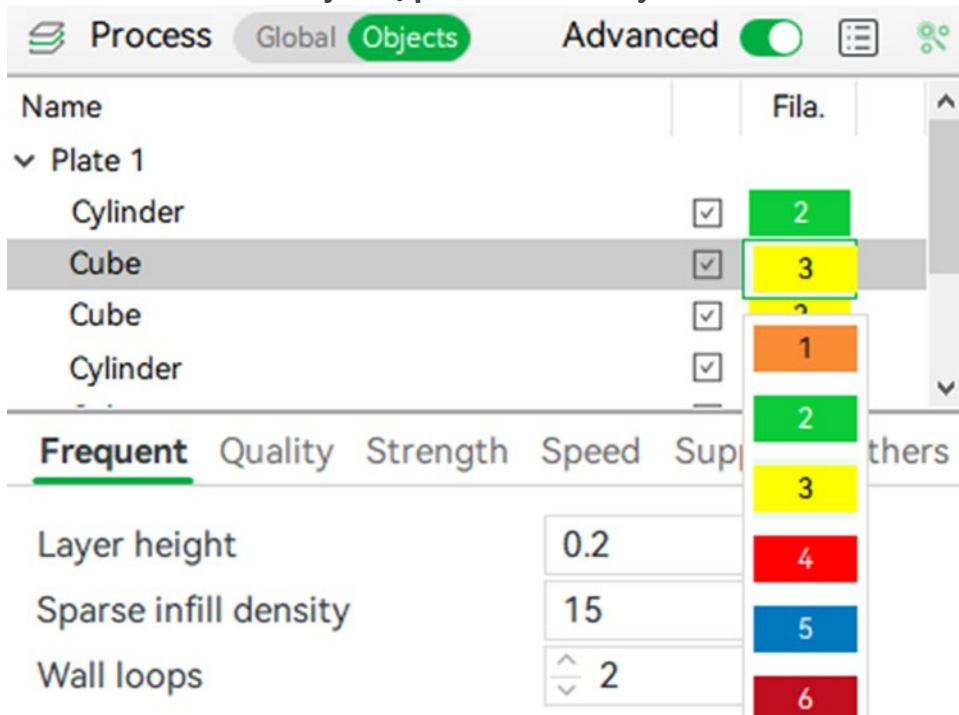 Process Global Objects Advanced
Name Fila.
Plate 1
Cylinder 2
Cube 3
Cube
Cylinder
1
2
3
4
5
6
Frequent Quality Strength Speed
Layer height 0.2
Sparse infill density 15
Wall loops 2